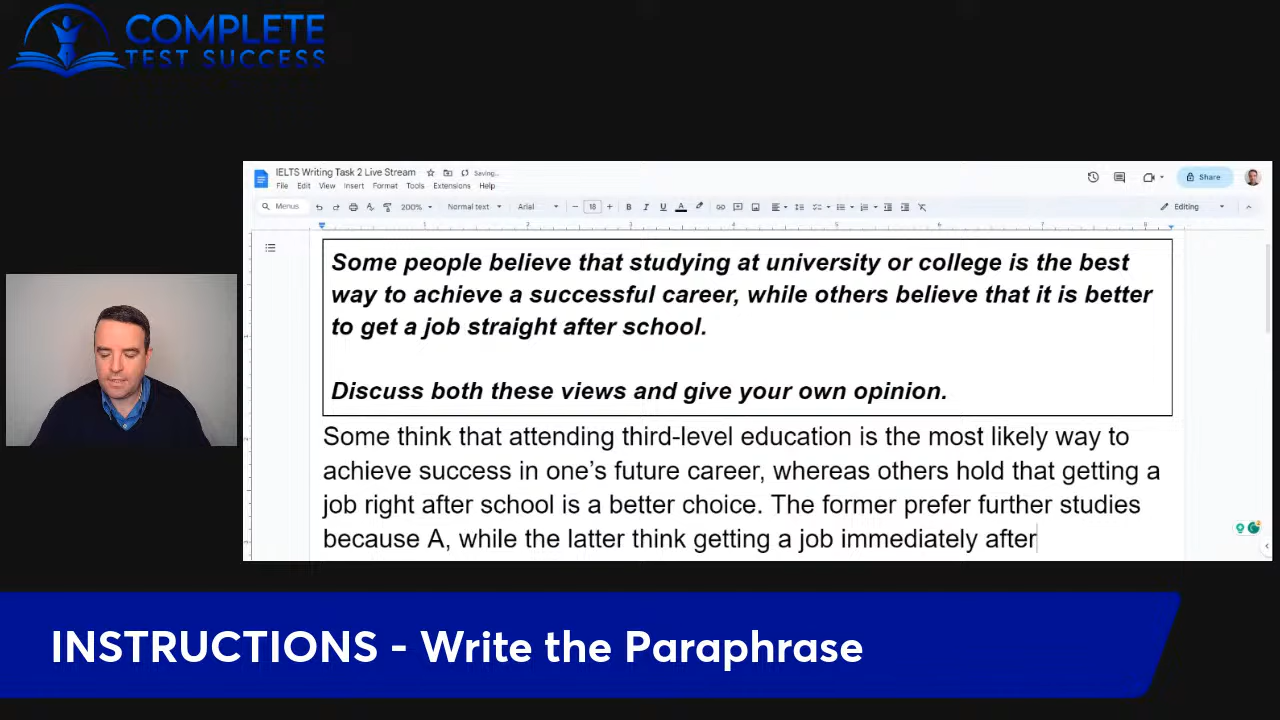 COMPLETE
TEST SUCCESS
IELTS Writing Task 2 Live Stream
Saving...
File Edit View Insert Format Tools Extensions Help
Share
Menus
200%
Normal text
Arial
18
Editing
Some people believe that studying at university or college is the best
way to achieve a successful career, while others believe that it is better
to get a job straight after school.
Discuss both these views and give your own opinion.
Some think that attending third-level education is the most likely way to
achieve success in one’s future career, whereas others hold that getting a
job right after school is a better choice. The former prefer further studies
because A, while the latter think getting a job immediately after
INSTRUCTIONS - Write the Paraphrase